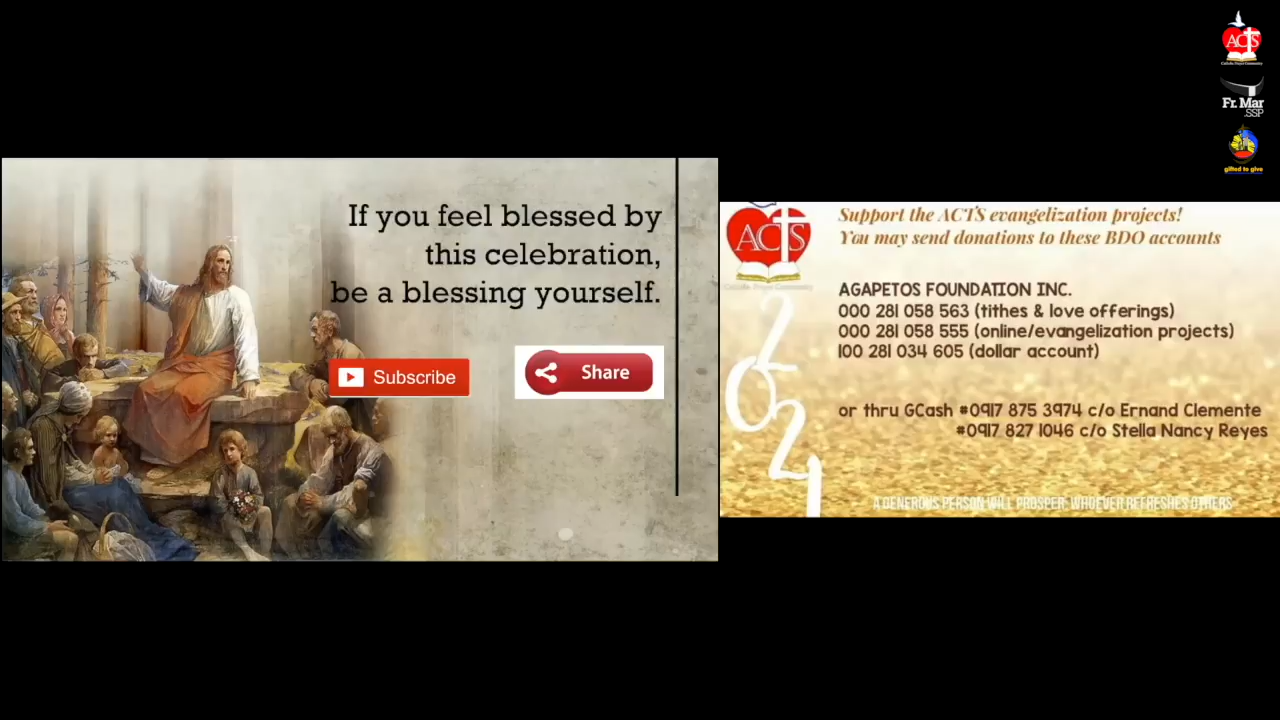 If you feel blessed by
this celebration,
be a blessing yourself.
Subscribe
Share
ACTS
Support the ACTS evangelization projects!
You may send donations to these BDO accounts
AGAPETOS FOUNDATION INC.
000 281 058 563 (tithes & love offerings)
000 281 058 555 (online/evangelization projects)
100 281 034 605 (dollar account)
or thru GCash #0917 875 3974 c/o Ernand Clemente
#0917 827 1046 c/o Stella Nancy Reyes
2024
A GENEROUS PERSON WILL PROSPER; WHOEVER REFRESHES OTHERS
ACTS
Catholic Prayer Community
Fr. Mar
.SSP
gifted to give